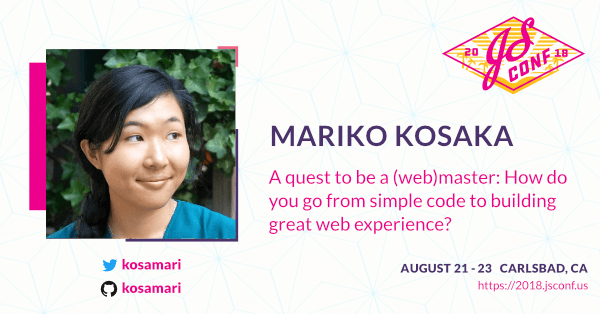 20 JS 18
CONF
MARIKO KOSAKA
A quest to be a (web)master: How do
you go from simple code to building
great web experience?
kosamari
kosamari
AUGUST 21 - 23 CARLSBAD, CA
https://2018.jsconf.us